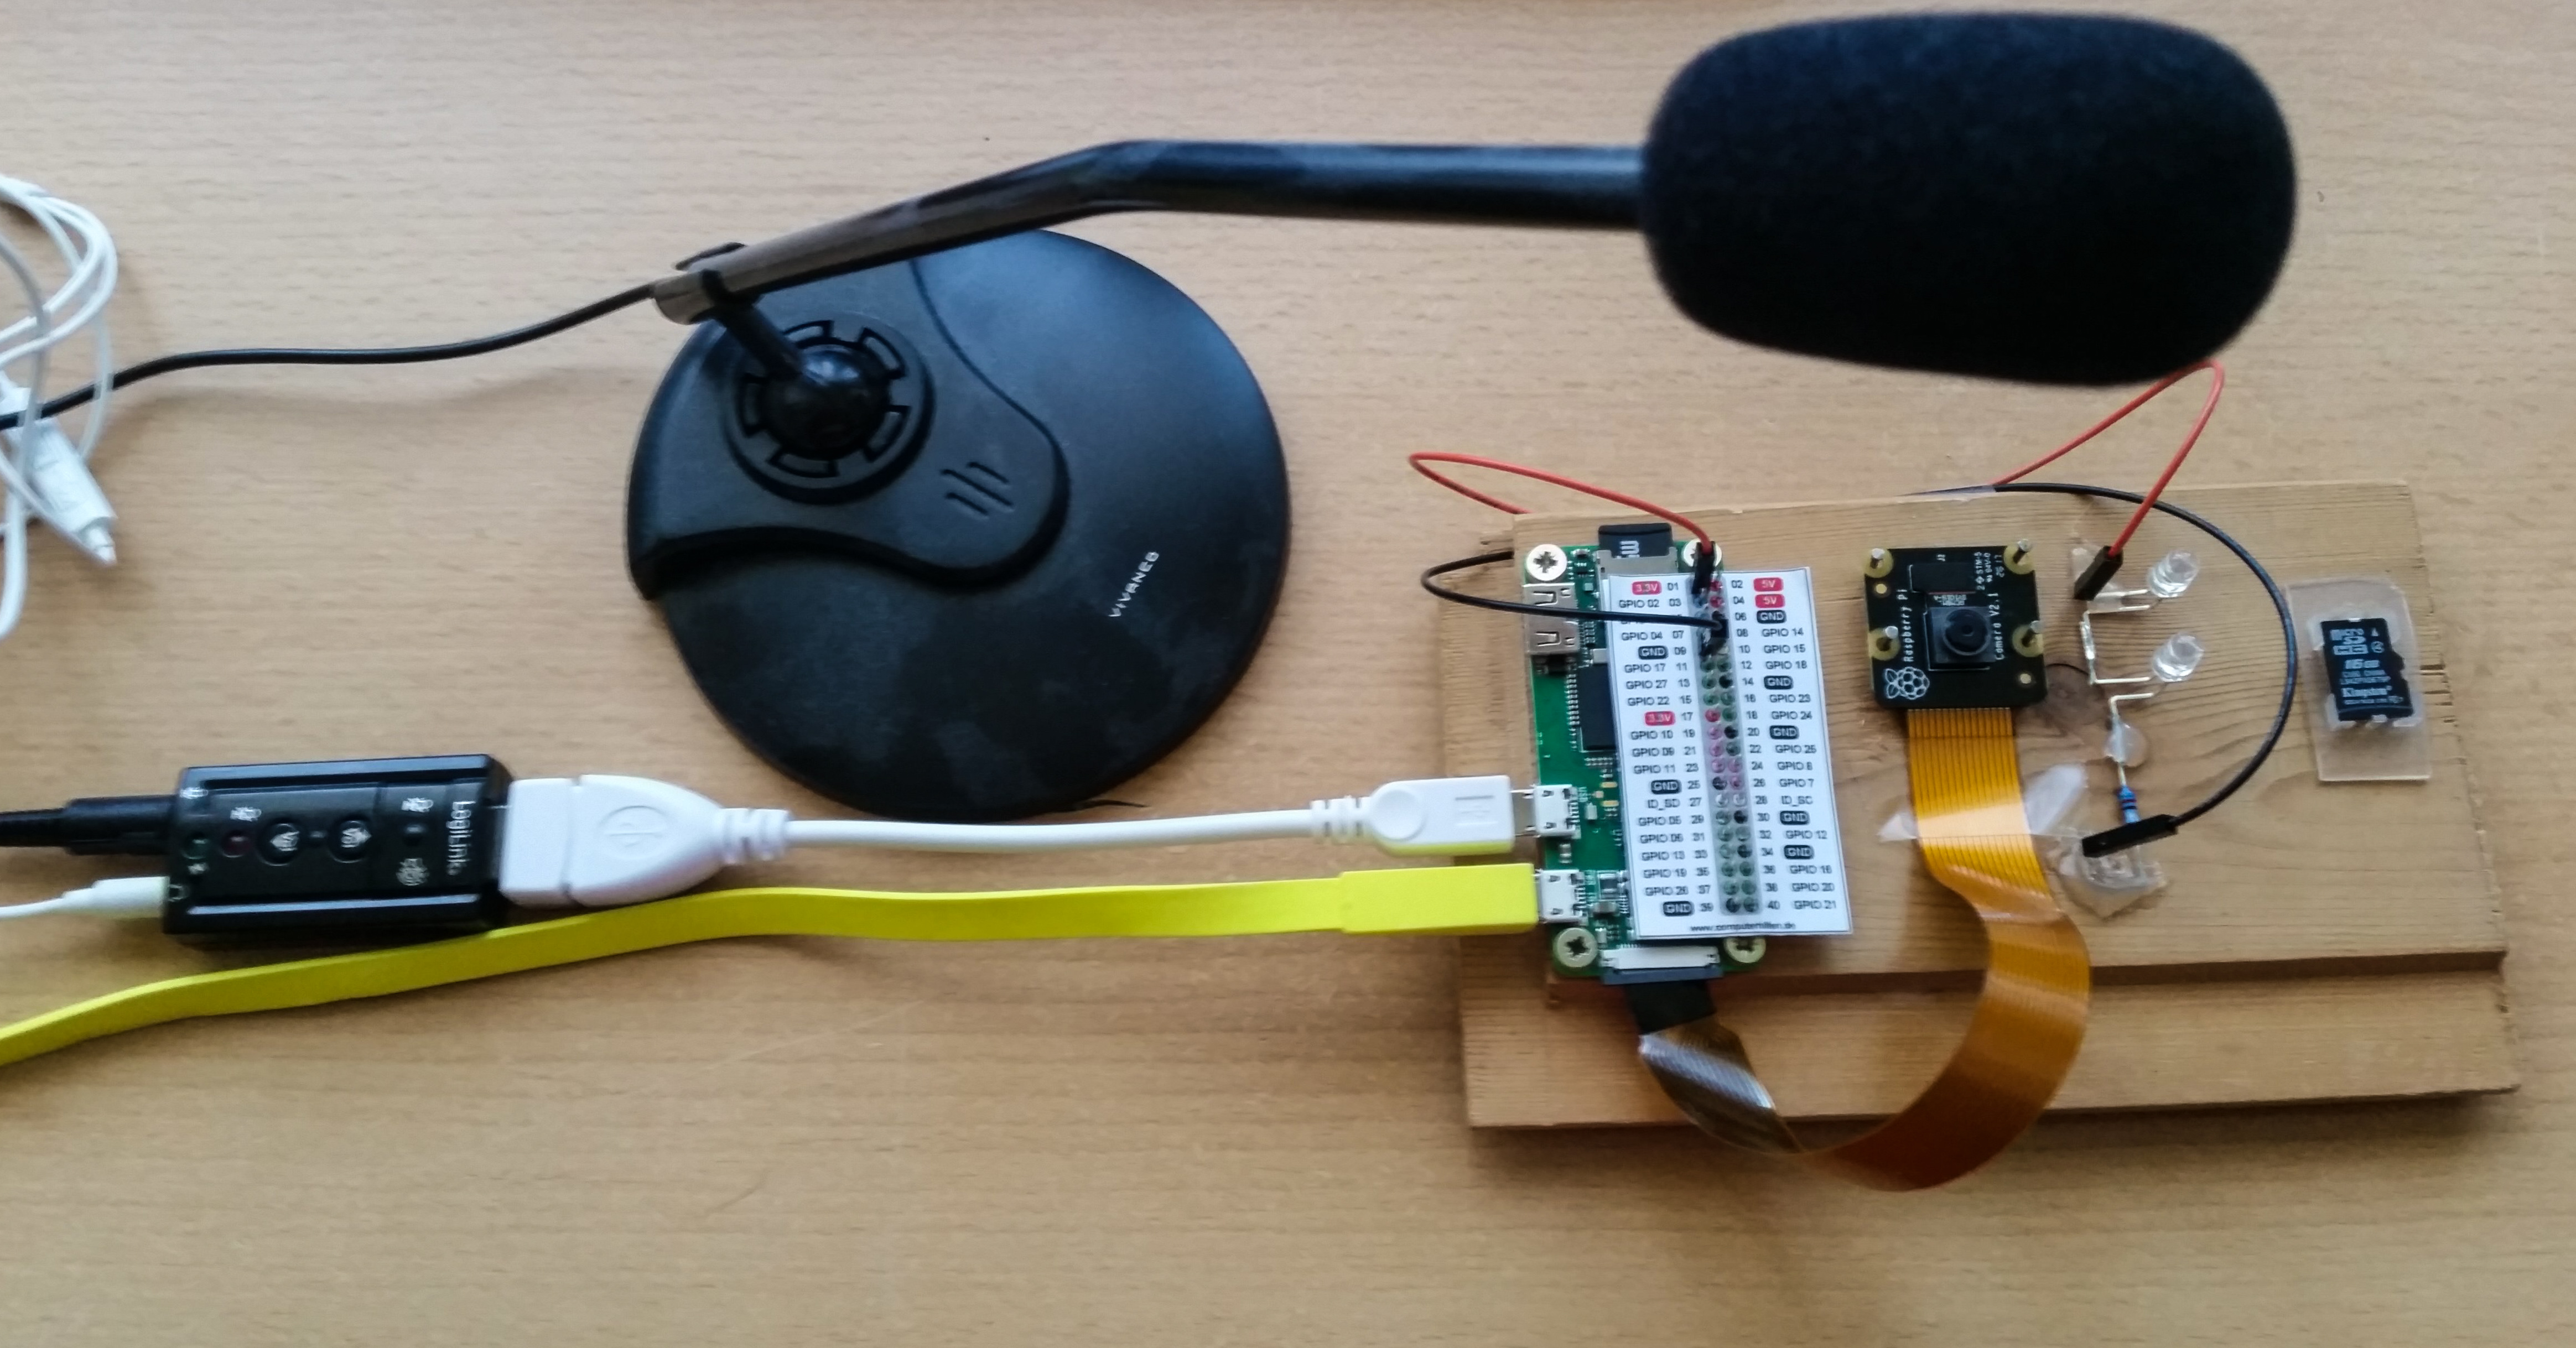 VIVANCO
LogiLink
3.3V 01 02 5V
GPIO 02 03 04 5V
06 GND
GPIO 04 07 08 GPIO 14
GND 09 10 GPIO 15
GPIO 17 11 12 GPIO 18
GPIO 27 13 14 GND
GPIO 22 15 16 GPIO 23
3.3V 17 18 GPIO 24
GPIO 10 19 20 GND
GPIO 09 21 22 GPIO 25
GPIO 11 23 24 GPIO 8
GND 25 26 GPIO 7
ID_SD 27 28 ID_SC
GPIO 05 29 30 GND
GPIO 06 31 32 GPIO 12
GPIO 13 33 34 GND
GPIO 19 35 36 GPIO 16
GPIO 26 37 38 GPIO 20
GND 39 40 GPIO 21
Raspberry Pi
Camera V2.1
micro
16GB
Kingston